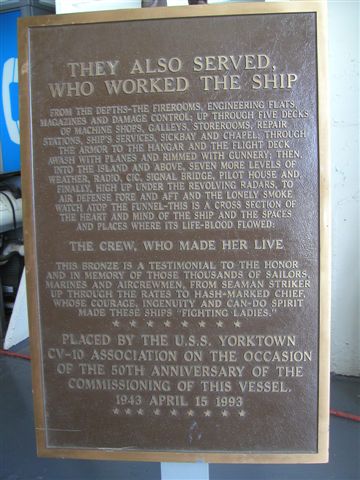 THEY ALSO SERVED,
WHO WORKED THE SHIP
FROM THE DEPTHS-THE FIREROOMS, ENGINEERING FLATS,
MAGAZINES AND DAMAGE CONTROL; UP THROUGH FIVE DECKS
OF MACHINE SHOPS, GALLEYS, STOREROOMS, REPAIR
STATIONS, SHIP'S SERVICES, SICKBAY AND CHAPEL; THROUGH
THE ARMOR TO THE HANGAR AND THE FLIGHT DECK
AWASH WITH PLANES AND RIMMED WITH GUNNERY; THEN,
INTO THE ISLAND AND ABOVE, SEVEN MORE LEVELS OF
WEATHER, RADIO, CIC, SIGNAL BRIDGE, PILOT HOUSE AND,
FINALLY, HIGH UP UNDER THE REVOLVING RADARS, TO
AIR DEFENSE FORE AND AFT AND THE LONELY SMOKE
WATCH ATOP THE FUNNEL-THIS IS A CROSS SECTION OF
THE HEART AND MIND OF THE SHIP AND THE SPACES
AND PLACES WHERE ITS LIFE-BLOOD FLOWED:
THE CREW, WHO MADE HER LIVE
THIS BRONZE IS A TESTIMONIAL TO THE HONOR
AND IN MEMORY OF THOSE THOUSANDS OF SAILORS,
MARINES AND AIRCREWMEN, FROM SEAMAN STRIKER
UP THROUGH THE RATES TO HASH-MARKED CHIEF,
WHOSE COURAGE, INGENUITY AND CAN-DO SPIRIT
MADE THESE SHIPS "FIGHTING LADIES."
PLACED BY THE U.S.S. YORKTOWN
CV-10 ASSOCIATION ON THE OCCASION
OF THE 50TH ANNIVERSARY OF THE
COMMISSIONING OF THIS VESSEL.
1943 APRIL 15 1993